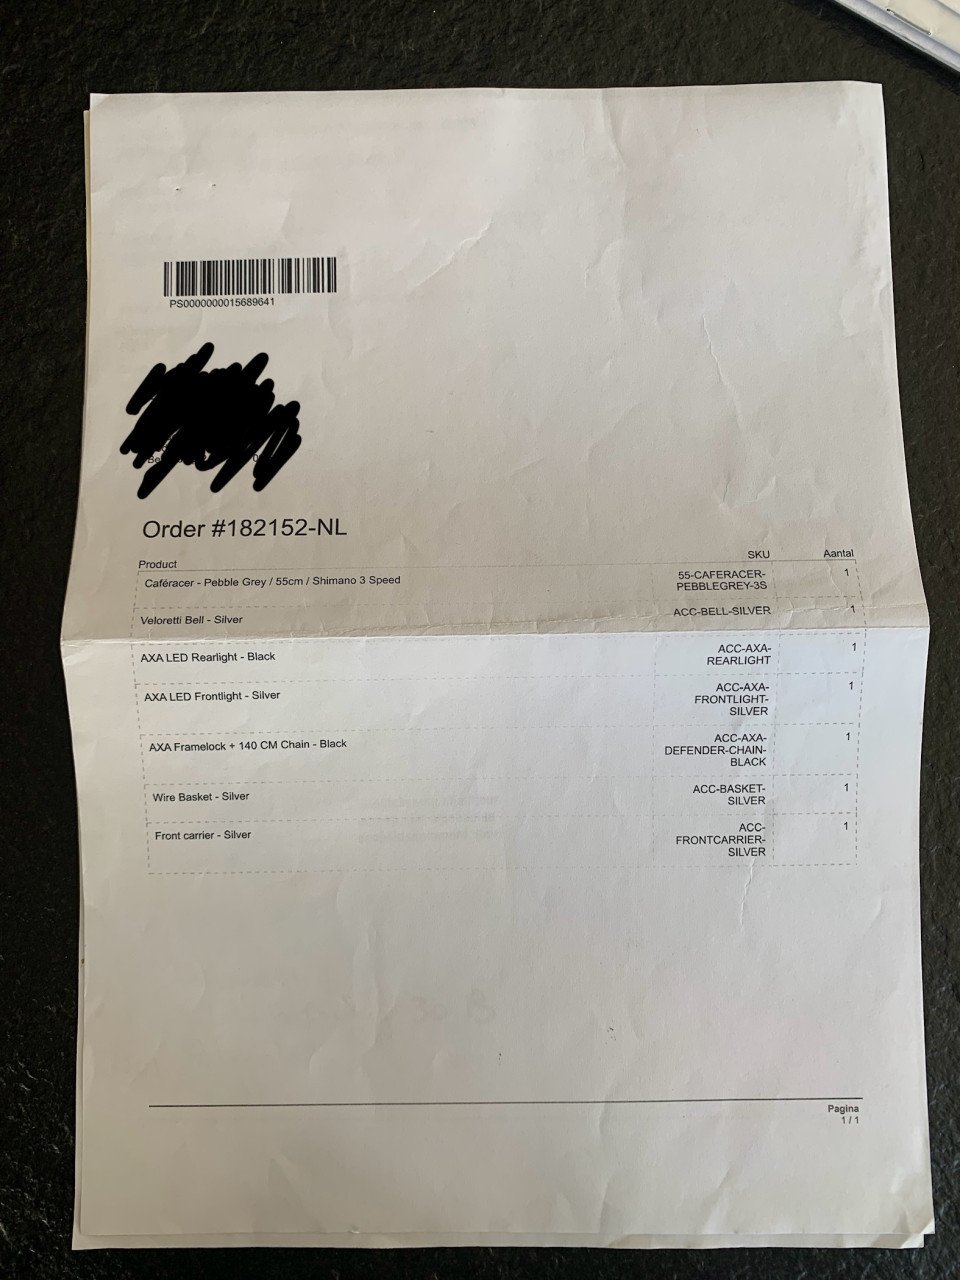 PS0000000015689641
Order #182152-NL
Product SKU Aantal
Caféracer - Pebble Grey / 55cm / Shimano 3 Speed 55-CAFERACER- 1
PEBBLEGREY-3S
Veloretti Bell - Silver ACC-BELL-SILVER 1
AXA LED Rearlight - Black ACC-AXA- 1
REARLIGHT
AXA LED Frontlight - Silver ACC-AXA- 1
FRONTLIGHT-
SILVER
AXA Framelock + 140 CM Chain - Black ACC-AXA- 1
DEFENDER-CHAIN-
BLACK
Wire Basket - Silver ACC-BASKET- 1
SILVER
Front carrier - Silver ACC- 1
FRONTCARRIER-
SILVER
Pagina
1 / 1